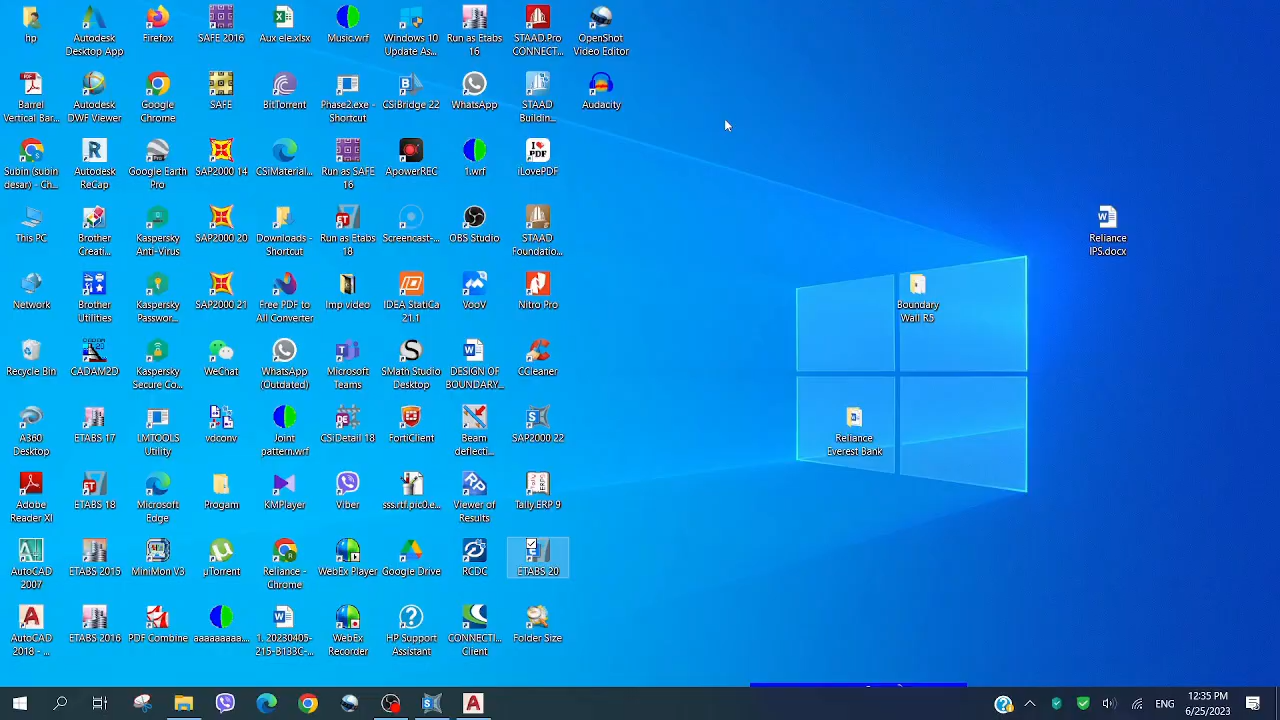 hp
Autodesk
Desktop App
Firefox
SAFE 2016
Aux ele.xlsx
Music.wrf
Windows 10
Update As...
Run as Etabs
16
STAAD.Pro
CONNECT...
OpenShot
Video Editor
Barrel
Vertical Bar...
Autodesk
DWF Viewer
Google
Chrome
SAFE
BitTorrent
Phase2.exe -
Shortcut
CSiBridge 22
WhatsApp
STAAD
Buildin...
Audacity
Subin (subin
desar) - Ch...
Autodesk
ReCap
Google Earth
Pro
SAP2000 14
CSiMaterial...
Run as SAFE
16
ApowerREC
1.wrf
iLovePDF
This PC
Brother
Creati...
Kaspersky
Anti-Virus
SAP2000 20
Downloads -
Shortcut
Run as Etabs
18
Screencast-...
OBS Studio
STAAD
Foundatio...
Reliance
IPS.docx
Network
Brother
Utilities
Kaspersky
Passwor...
SAP2000 21
Free PDF to
All Converter
Imp video
IDEA StatiCa
21.1
VooV
Nitro Pro
Boundary
Wall R5
Recycle Bin
CADAM2D
Kaspersky
Secure Co...
WeChat
WhatsApp
(Outdated)
Microsoft
Teams
SMath Studio
Desktop
DESIGN OF
BOUNDARY...
CCleaner
A360
Desktop
ETABS 17
LMTOOLS
Utility
vdconv
Joint
pattern.wrf
CSiDetail 18
FortiClient
Beam
deflecti...
SAP2000 22
Reliance
Everest Bank
Adobe
Reader XI
ETABS 18
Microsoft
Edge
Progam
KMPlayer
Viber
sss.rtf.pic0.e...
Viewer of
Results
Tally.ERP 9
AutoCAD
2007
ETABS 2015
MiniMon V3
µTorrent
Reliance -
Chrome
WebEx Player
Google Drive
RCDC
ETABS 20
AutoCAD
2018 - ...
ETABS 2016
PDF Combine
aaaaaaaaa...
1. 20230405-
215-B133C-...
WebEx
Recorder
HP Support
Assistant
CONNECTI...
Client
Folder Size
ENG
12:35 PM
6/25/2023